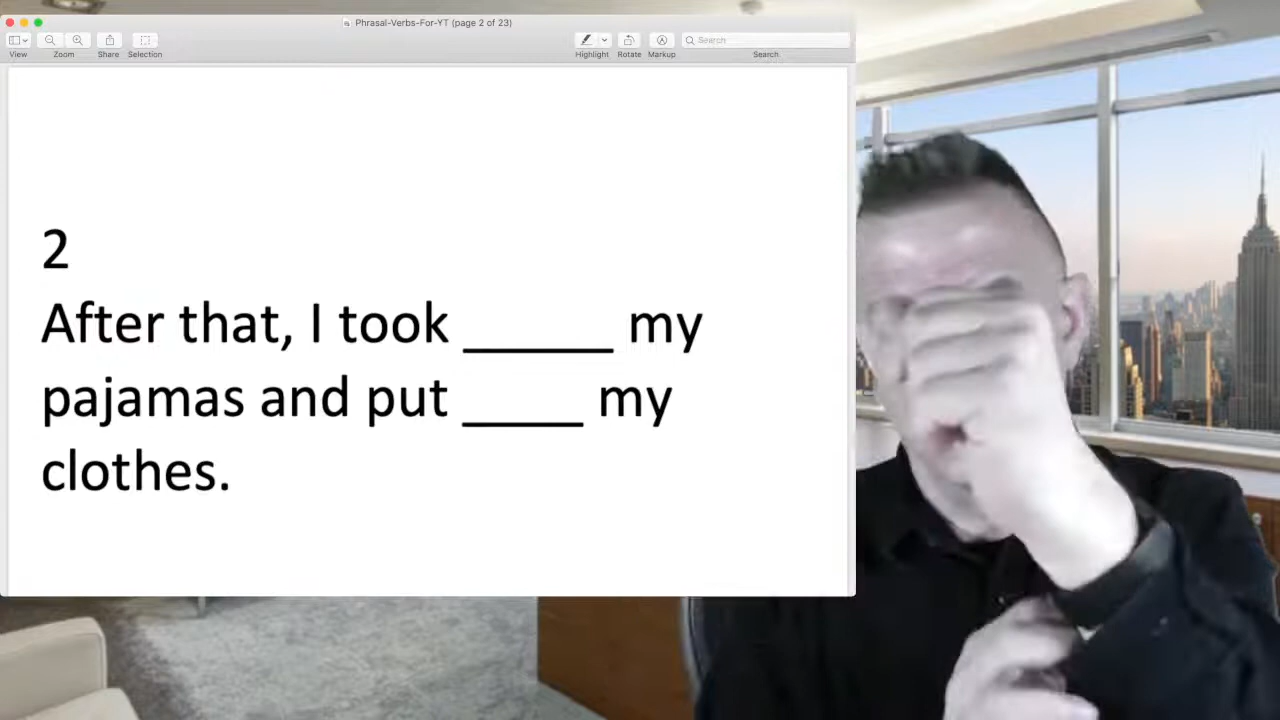 Phrasal-Verbs-For-YT (page 2 of 23)
View Zoom Share Selection Highlight Rotate Markup Search
Search
2
After that, I took ______ my
pajamas and put _____ my
clothes.